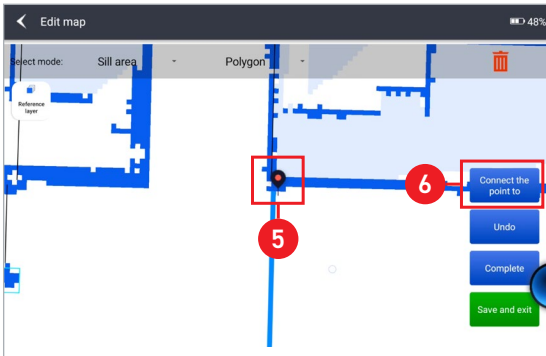 Edit map
48%
Select mode:
Sill area
Polygon
Reference
layer
6
Connect the
point to
5
Undo
Complete
Save and exit